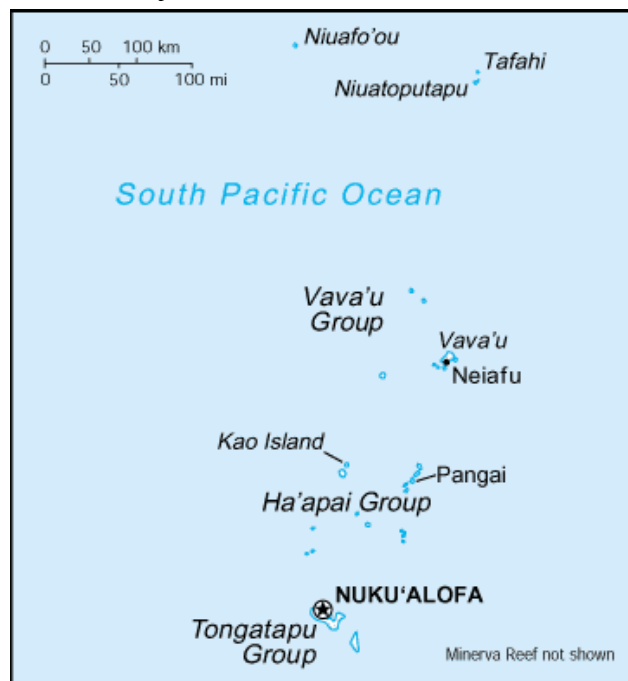 0 50 100 km
0 50 100 mi
Niuafo'ou
Tafahi
Niuatoputapu
South Pacific Ocean
Vava'u
Group
Vava'u
Neiafu
Kao Island
Pangai
Ha'apai Group
NUKU‘ALOFA
Tongatapu
Group
Minerva Reef not shown